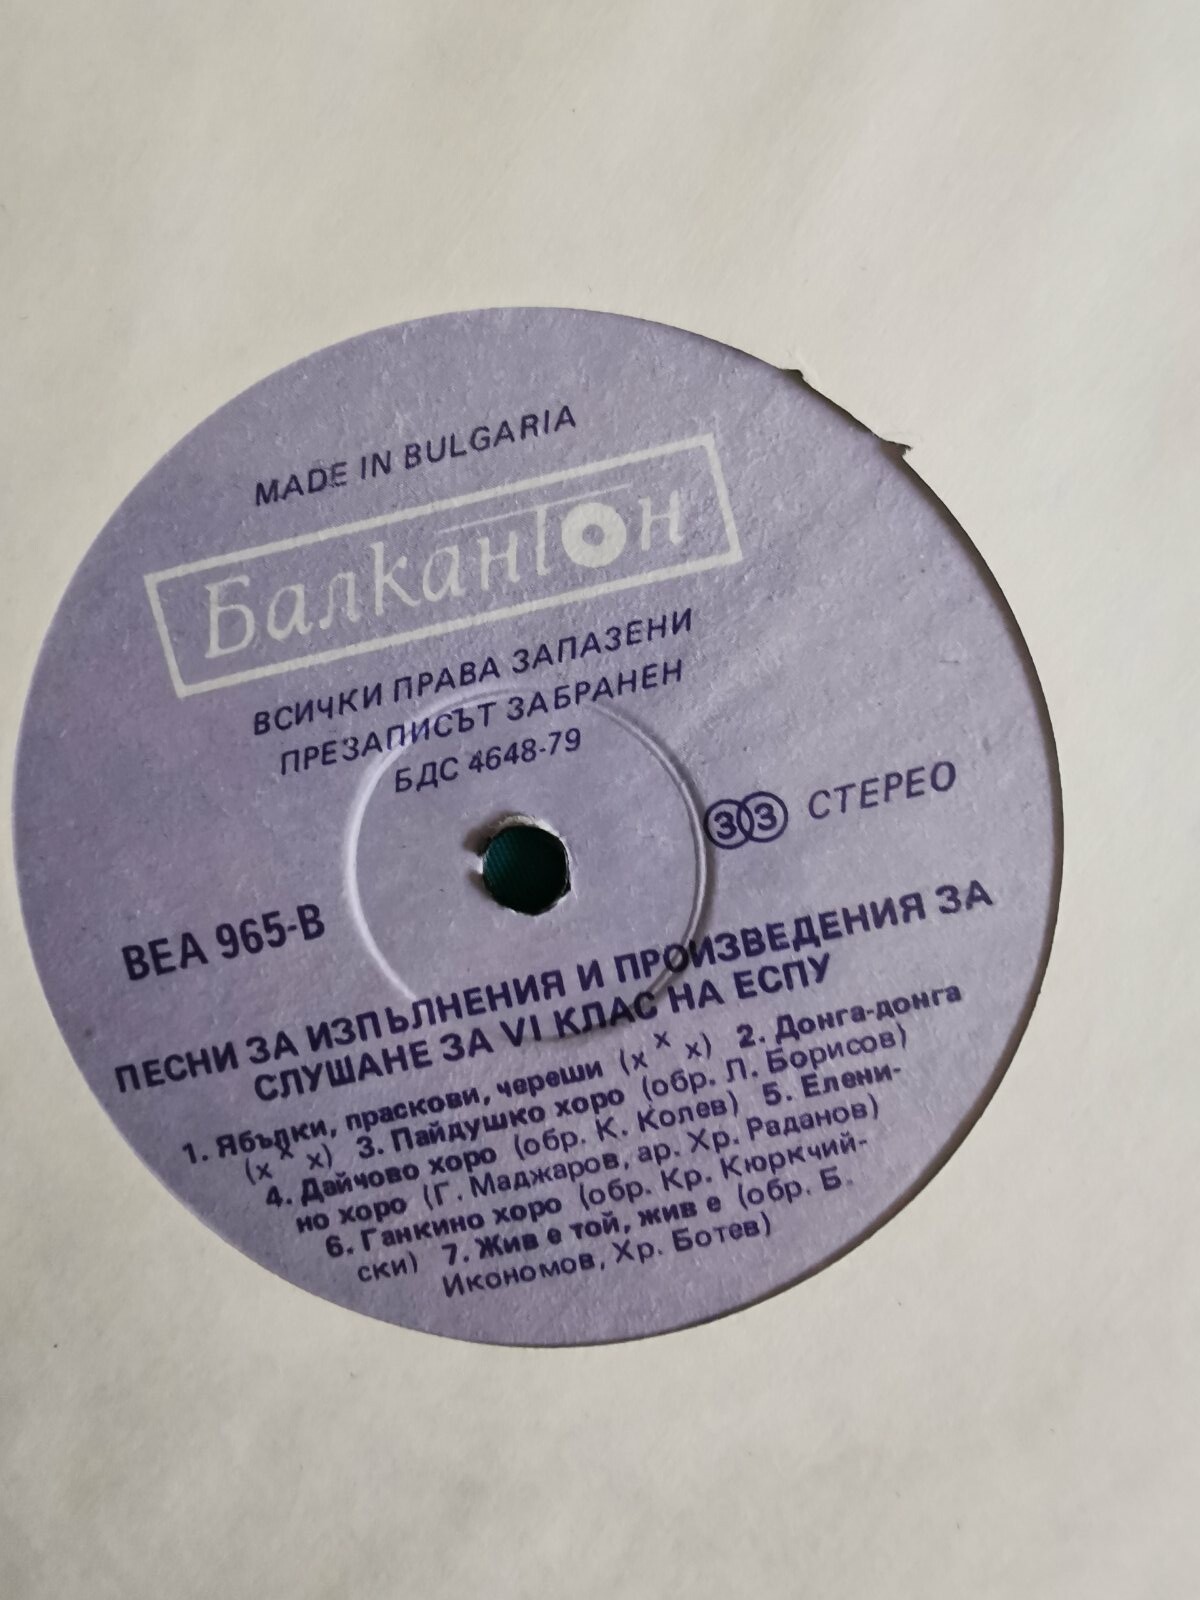 MADE IN BULGARIA
Балкантон
ВСИЧКИ ПРАВА ЗАПАЗЕНИ
ПРЕЗАПИСЪТ ЗАБРАНЕН
БДС 4648-79
33 СТЕРЕО
ВЕА 965-В
ПЕСНИ ЗА ИЗПЪЛНЕНИЯ И ПРОИЗВЕДЕНИЯ ЗА
СЛУШАНЕ ЗА VI КЛАС НА ЕСПУ
1. Ябълки, праскови, череши (х х х) 2. Донга-донга
(х х х) 3. Пайдушко хоро (обр. Л. Борисов)
4. Дайчово хоро (обр. К. Колев) 5. Елени-
но хоро (Г. Маджаров, ар. Хр. Раданов)
6. Ганкино хоро (обр. Кр. Кюркчий-
ски) 7. Жив е той, жив е (обр. Б.
Икономов, Хр. Ботев)